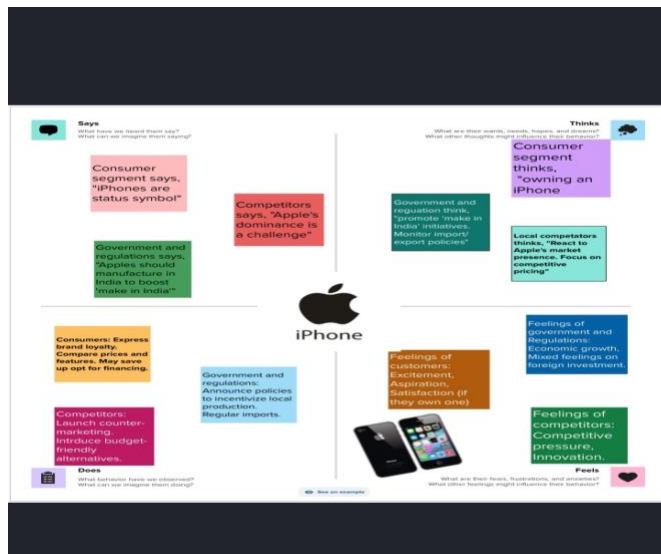 Says
What have we heard them say?
What can we imagine them saying?
Thinks
What are their wants, needs, hopes, and dreams?
What other thoughts might influence their behavior?
Consumer
segment says,
"iPhones are
status symbol"
Competitors
says, "Apple's
dominance is
a challenge"
Government and
regulations says,
"Apples should
manufacture in
India to boost
'make in India'"
Government and
reguation think,
"promote 'make in
India' initiatives.
Monitor import/
export policies"
Consumer
segment
thinks,
"owning an
iPhone
Local competators
thinks, "React to
Apple's market
presence. Focus on
competitive
pricing"
iPhone
Consumers: Express
brand loyalty.
Compare prices and
features. May save
up opt for financing.
Government and
regulations:
Announce policies
to incentivize local
production.
Regular imports.
Competitors:
Launch counter-
marketing.
Intrduce budget-
friendly
alternatives.
Feelings of
customers:
Excitement,
Aspiration,
Satisfaction (if
they own one)
Feelings of
government and
Regulations:
Economic growth,
Mixed feelings on
foreign investment.
Feelings of
competitors:
Competitive
pressure,
Innovation.
Does
What behavior have we observed?
What can we imagine them doing?
See an example
Feels
What are their fears, frustrations, and anxieties?
What other feelings might influence their behavior?